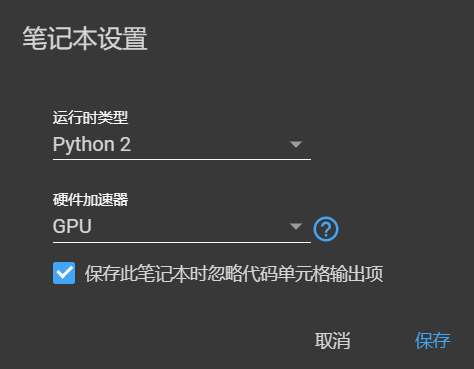 笔记本设置
运行时类型
Python 2
硬件加速器
GPU
保存此笔记本时忽略代码单元格输出项
取消 保存